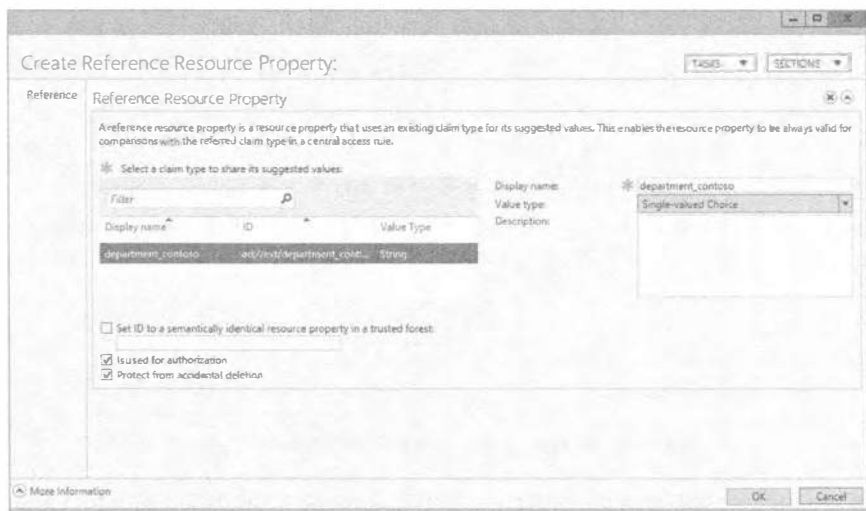 Create Reference Resource Property:
TASKS
SECTIONS
Reference
Reference Resource Property
A reference resource property is a resource property that uses an existing claim type for its suggested values. This enables the resource property to be always valid for
comparisons with the referred claim type in a central access rule.
Select a claim type to share its suggested values:
Filter
Display name ID Value Type
department_contoso String
Display name: department_contoso
Value type: Single-valued Choice
Description:
Set ID to a semantically identical resource property in a trusted forest:
Is used for authorization
Protect from accidental deletion
More Information
OK
Cancel